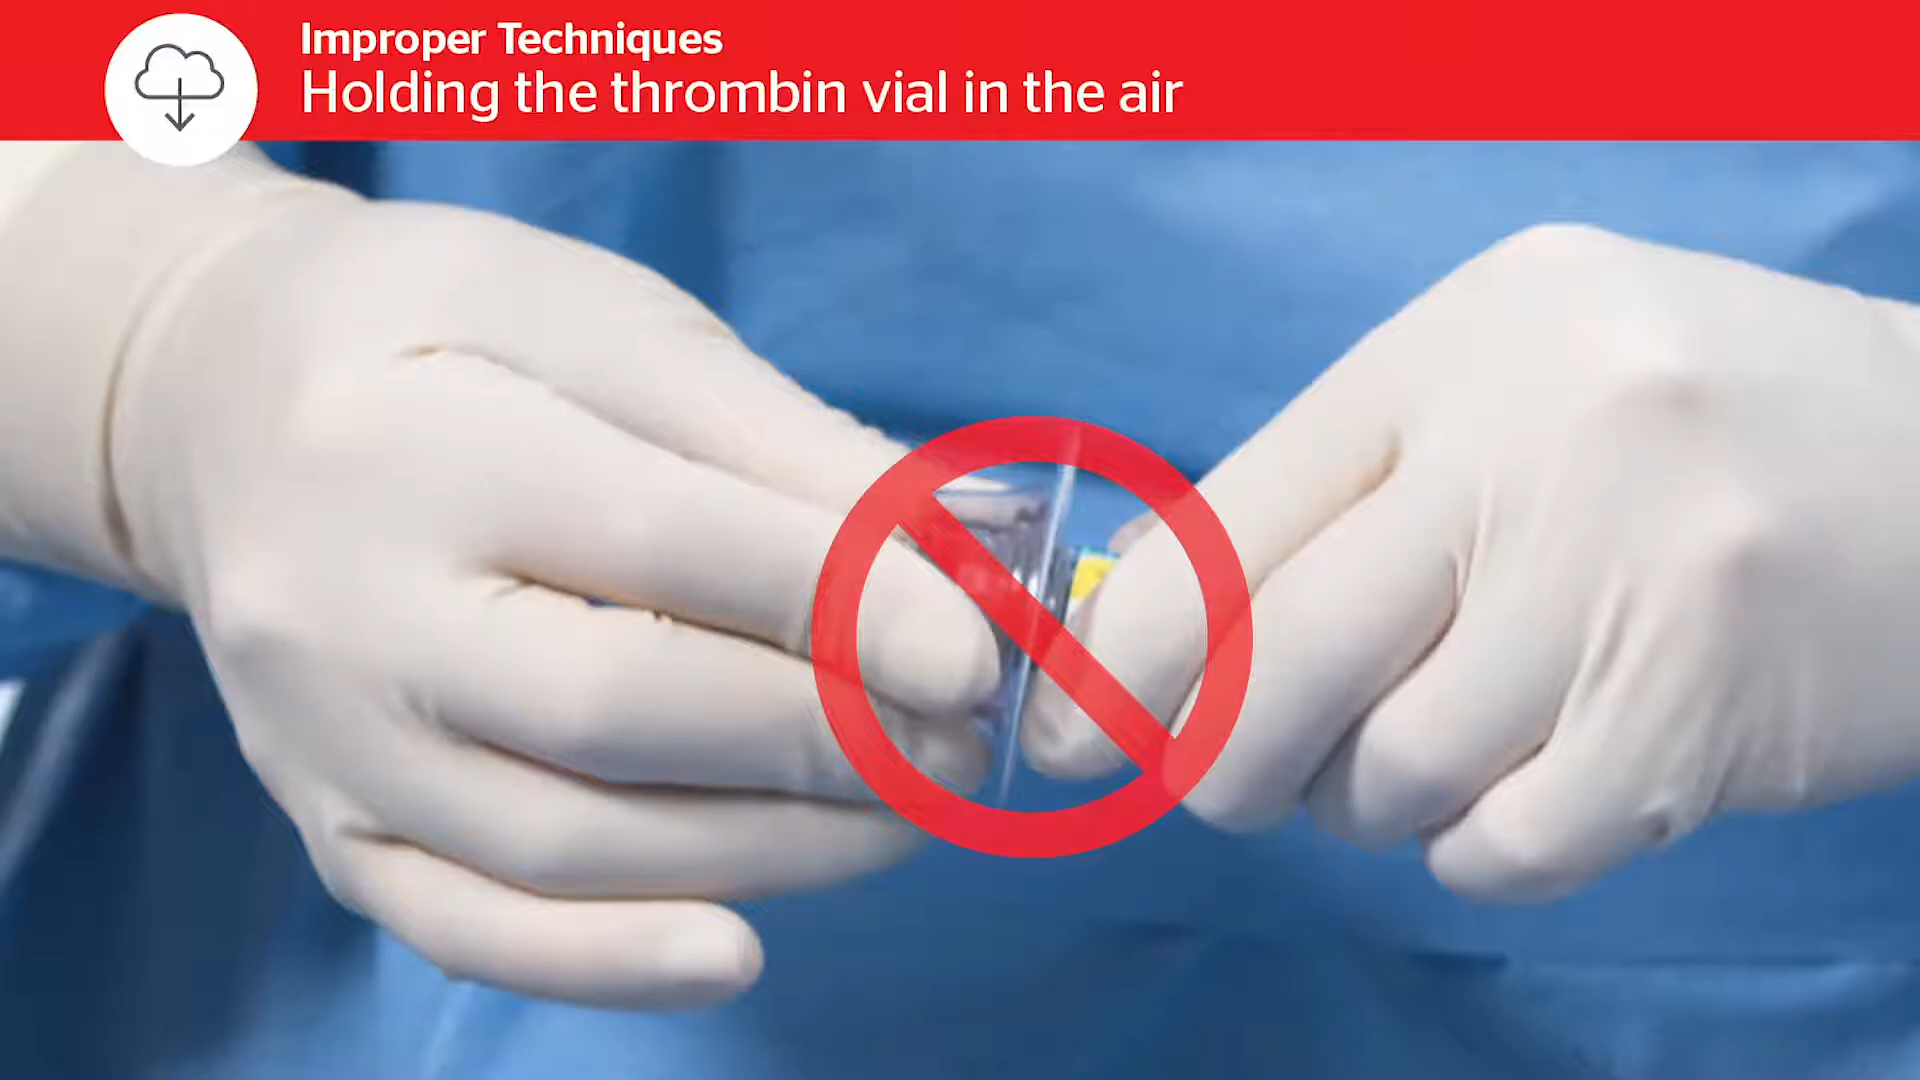 Improper Techniques
Holding the thrombin vial in the air